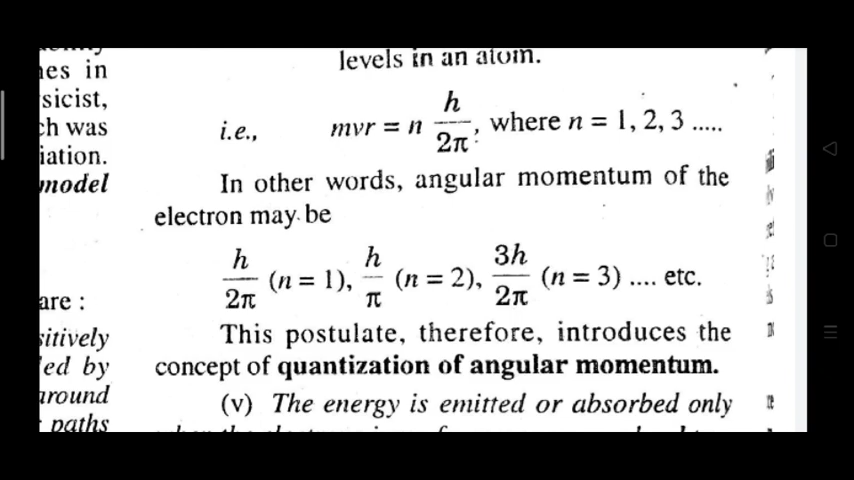 nes in
sicist,
ch was
iation.
model
are :
sitively
ed by
around
paths
levels in an atom.
i.e., mvr = n h/2π, where n = 1, 2, 3 .....
In other words, angular momentum of the
electron may be
h/2π (n = 1), h/π (n = 2), 3h/2π (n = 3) .... etc.
This postulate, therefore, introduces the
concept of quantization of angular momentum.
(v) The energy is emitted or absorbed only